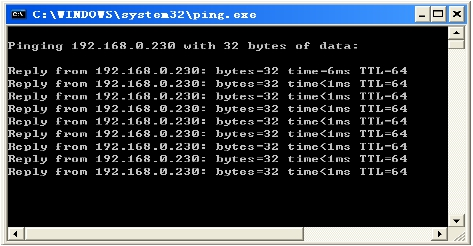 C:\WINDOWS\system32\ping.exe
Pinging 192.168.0.230 with 32 bytes of data:
Reply from 192.168.0.230: bytes=32 time=6ms TTL=64
Reply from 192.168.0.230: bytes=32 time<1ms TTL=64
Reply from 192.168.0.230: bytes=32 time<1ms TTL=64
Reply from 192.168.0.230: bytes=32 time<1ms TTL=64
Reply from 192.168.0.230: bytes=32 time<1ms TTL=64
Reply from 192.168.0.230: bytes=32 time<1ms TTL=64
Reply from 192.168.0.230: bytes=32 time<1ms TTL=64
Reply from 192.168.0.230: bytes=32 time<1ms TTL=64
Reply from 192.168.0.230: bytes=32 time<1ms TTL=64